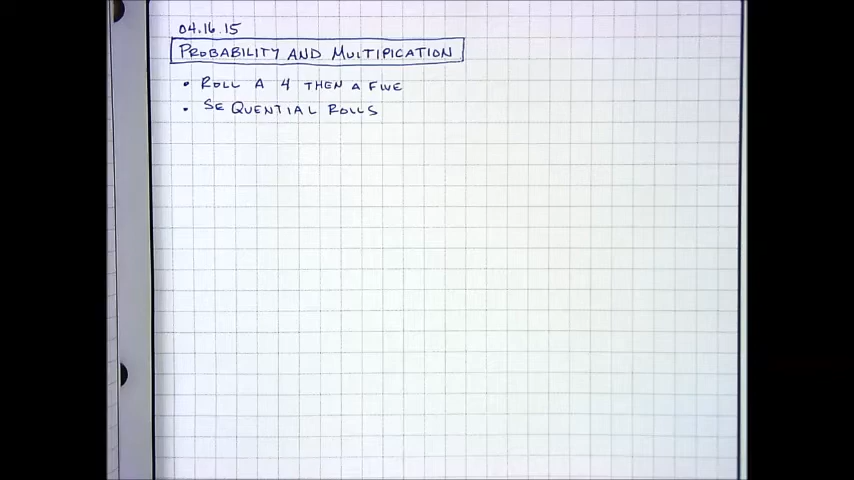 04.16.15
PROBABILITY AND MULTIPICATION
• ROLL A 4 THEN A FIVE
• SEQUENTIAL ROLLS